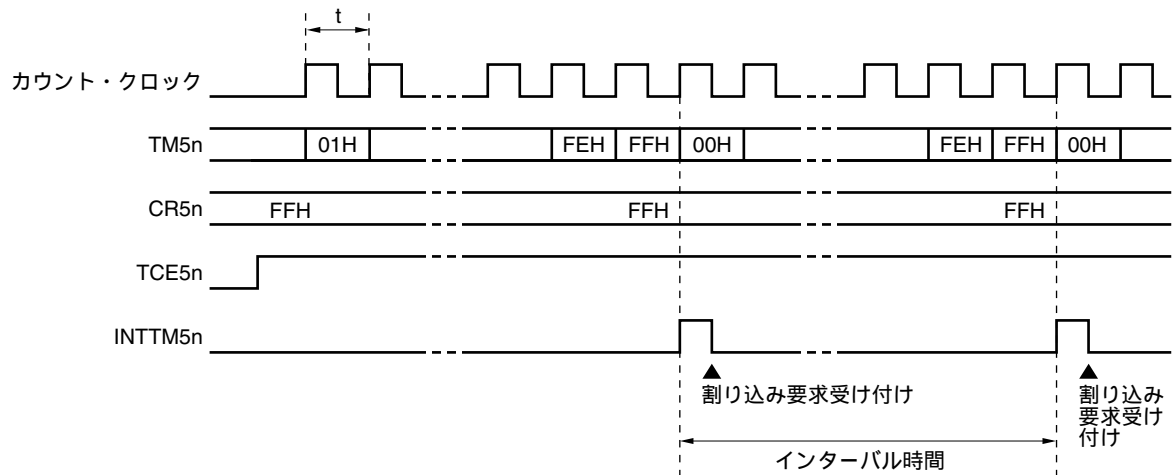 t
カウント・クロック
TM5n 01H FEH FFH 00H FEH FFH 00H
CR5n FFH FFH FFH
TCE5n
INTTM5n
割り込み要求受け付け
割り込み
要求受け
付け
インターバル時間